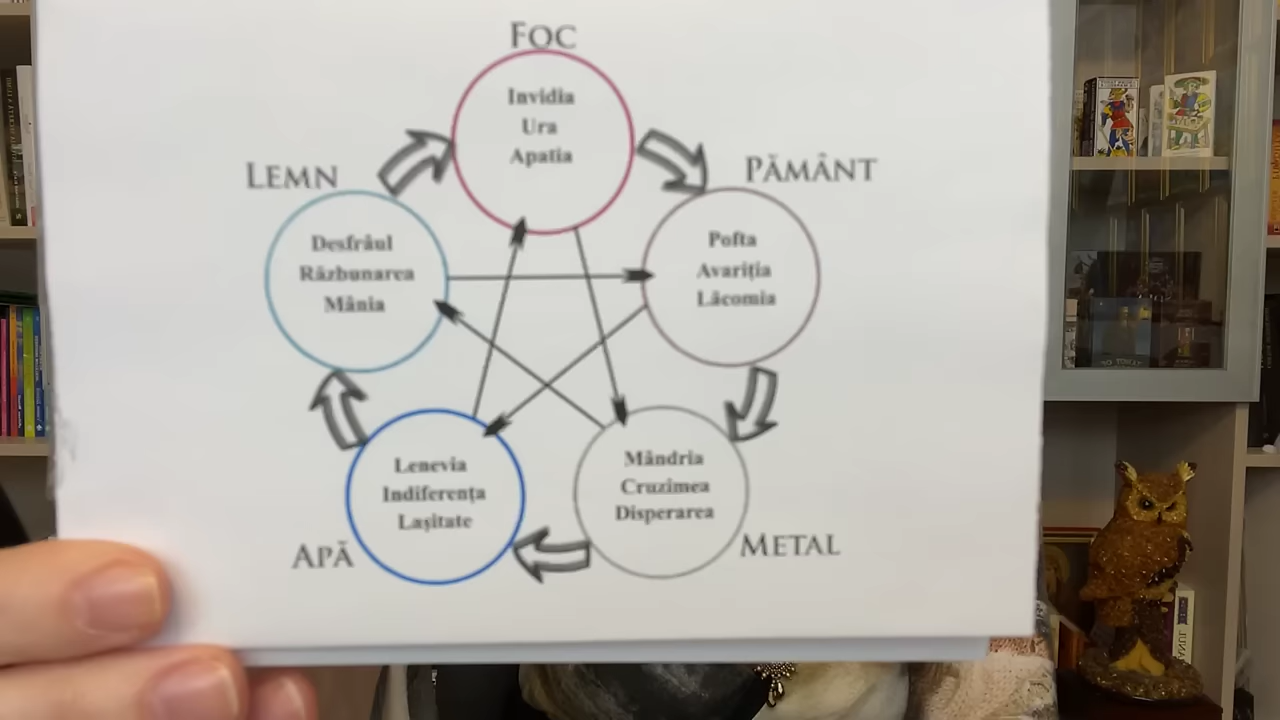 FOC
Invidia
Ura
Apatia
LEMN
Desfrâul
Răzbunarea
Mânia
PĂMÂNT
Pofta
Avariția
Lăcomia
Lenevia
Indiferența
Lașitate
APĂ
Mândria
Cruzimea
Disperarea
METAL